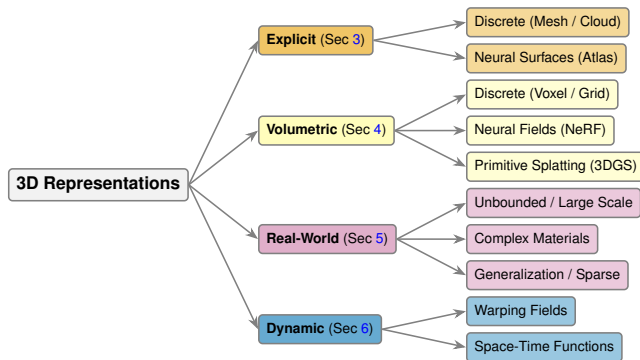 3D Representations
Explicit (Sec 3)
Discrete (Mesh / Cloud)
Neural Surfaces (Atlas)
Volumetric (Sec 4)
Discrete (Voxel / Grid)
Neural Fields (NeRF)
Primitive Splatting (3DGS)
Real-World (Sec 5)
Unbounded / Large Scale
Complex Materials
Generalization / Sparse
Dynamic (Sec 6)
Warping Fields
Space-Time Functions